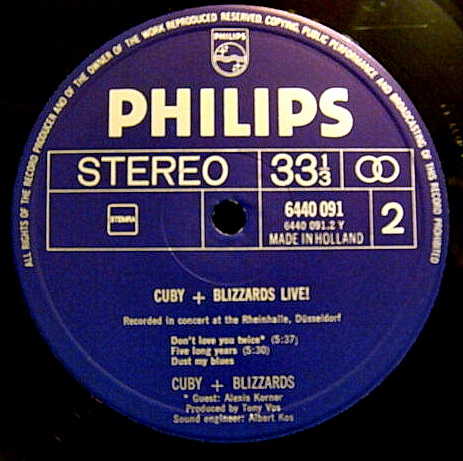 ALL RIGHTS OF THE RECORD PRODUCER AND OF THE OWNER OF THE WORK REPRODUCED RESERVED. COPYING, PUBLIC PERFORMANCE AND BROADCASTING OF THIS RECORD PROHIBITED
PHILIPS
PHILIPS
STEREO 33 1/3
STEMRA
6440 091
6440 091.2 Y
MADE IN HOLLAND
2
CUBY + BLIZZARDS LIVE!
Recorded in concert at the Rheinhalle, Düsseldorf
Don't love you twice* (5:37)
Five long years (5:30)
Dust my blues
CUBY + BLIZZARDS
* Guest: Alexis Korner
Produced by Tony Vos
Sound engineer: Albert Kos